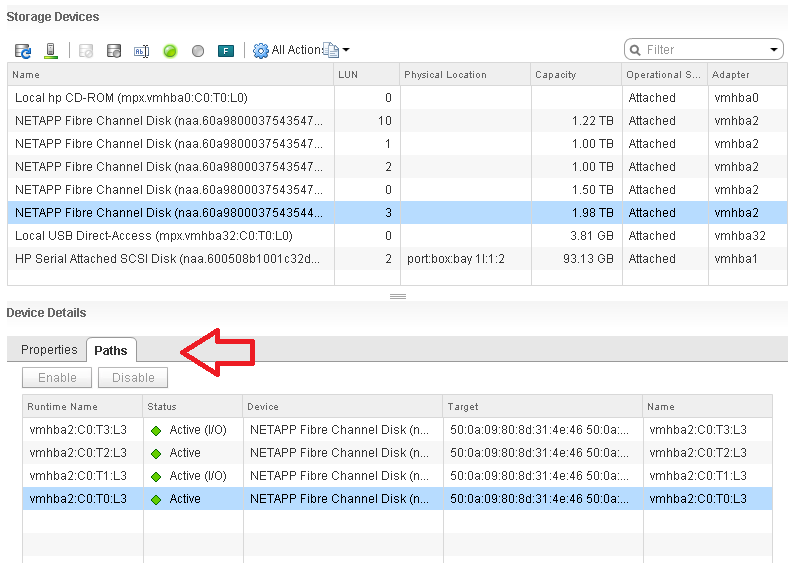 Storage Devices
All Actions Filter
Name LUN Physical Location Capacity Operational S... Adapter
Local hp CD-ROM (mpx.vmhba0:C0:T0:L0) 0 Attached vmhba0
NETAPP Fibre Channel Disk (naa.60a9800037543547... 10 1.22 TB Attached vmhba2
NETAPP Fibre Channel Disk (naa.60a9800037543547... 1 1.00 TB Attached vmhba2
NETAPP Fibre Channel Disk (naa.60a9800037543547... 2 1.00 TB Attached vmhba2
NETAPP Fibre Channel Disk (naa.60a9800037543547... 0 1.50 TB Attached vmhba2
NETAPP Fibre Channel Disk (naa.60a9800037543544... 3 1.98 TB Attached vmhba2
Local USB Direct-Access (mpx.vmhba32:C0:T0:L0) 0 3.81 GB Attached vmhba32
HP Serial Attached SCSI Disk (naa.600508b1001c32d... 2 port:box:bay 1I:1:2 93.13 GB Attached vmhba1
Device Details
Properties Paths
Enable Disable
Runtime Name Status Device Target Name
vmhba2:C0:T3:L3 Active (I/O) NETAPP Fibre Channel Disk (n... 50:0a:09:80:8d:31:4e:46 50:0a:... vmhba2:C0:T3:L3
vmhba2:C0:T2:L3 Active NETAPP Fibre Channel Disk (n... 50:0a:09:80:8d:31:4e:46 50:0a:... vmhba2:C0:T2:L3
vmhba2:C0:T1:L3 Active (I/O) NETAPP Fibre Channel Disk (n... 50:0a:09:80:8d:31:4e:46 50:0a:... vmhba2:C0:T1:L3
vmhba2:C0:T0:L3 Active NETAPP Fibre Channel Disk (n... 50:0a:09:80:8d:31:4e:46 50:0a:... vmhba2:C0:T0:L3